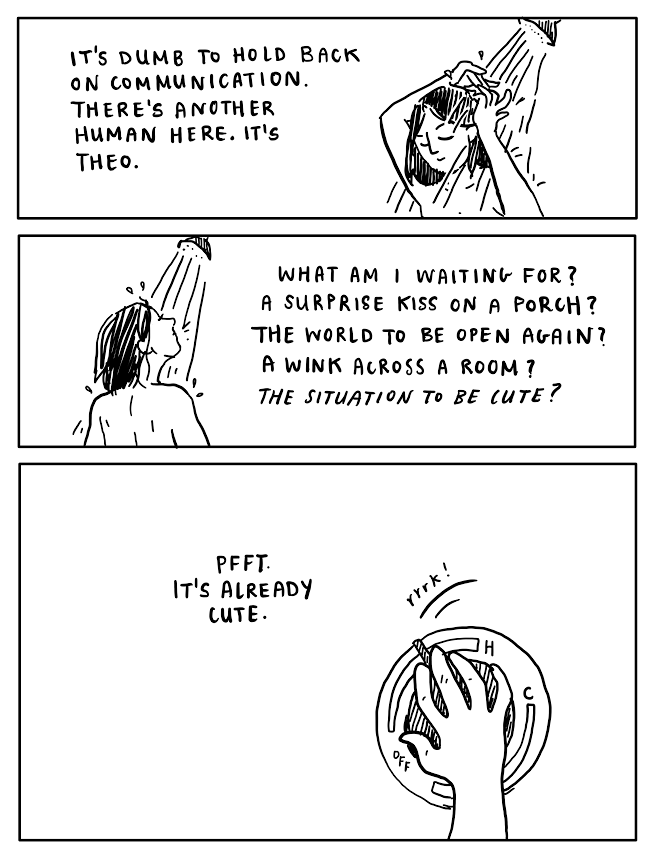 IT'S DUMB TO HOLD BACK
ON COMMUNICATION.
THERE'S ANOTHER
HUMAN HERE. IT'S
THEO.
WHAT AM I WAITING FOR?
A SURPRISE KISS ON A PORCH?
THE WORLD TO BE OPEN AGAIN?
A WINK ACROSS A ROOM?
THE SITUATION TO BE CUTE?
PFFT.
IT'S ALREADY
CUTE.
rrrk!
H
C
OFF